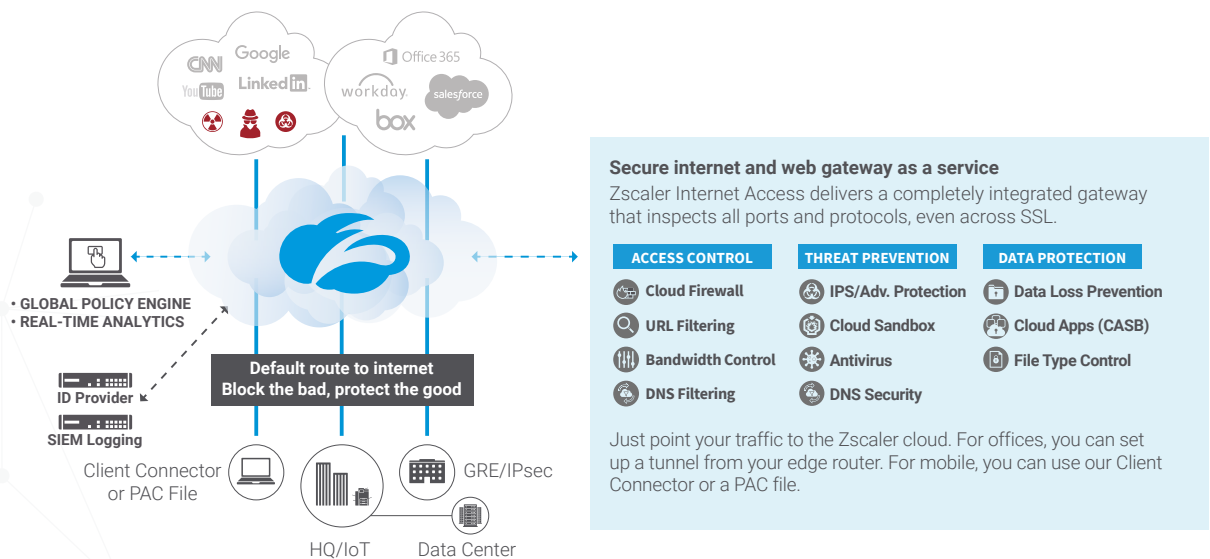 CNN
Google
YouTube
Linked in
Office 365
workday.
salesforce
box
• GLOBAL POLICY ENGINE
• REAL-TIME ANALYTICS
ID Provider
SIEM Logging
Default route to internet
Block the bad, protect the good
Client Connector
or PAC File
GRE/IPsec
HQ/IoT
Data Center
Secure internet and web gateway as a service
Zscaler Internet Access delivers a completely integrated gateway
that inspects all ports and protocols, even across SSL.
ACCESS CONTROL
Cloud Firewall
URL Filtering
Bandwidth Control
DNS Filtering
THREAT PREVENTION
IPS/Adv. Protection
Cloud Sandbox
Antivirus
DNS Security
DATA PROTECTION
Data Loss Prevention
Cloud Apps (CASB)
File Type Control
Just point your traffic to the Zscaler cloud. For offices, you can set
up a tunnel from your edge router. For mobile, you can use our Client
Connector or a PAC file.